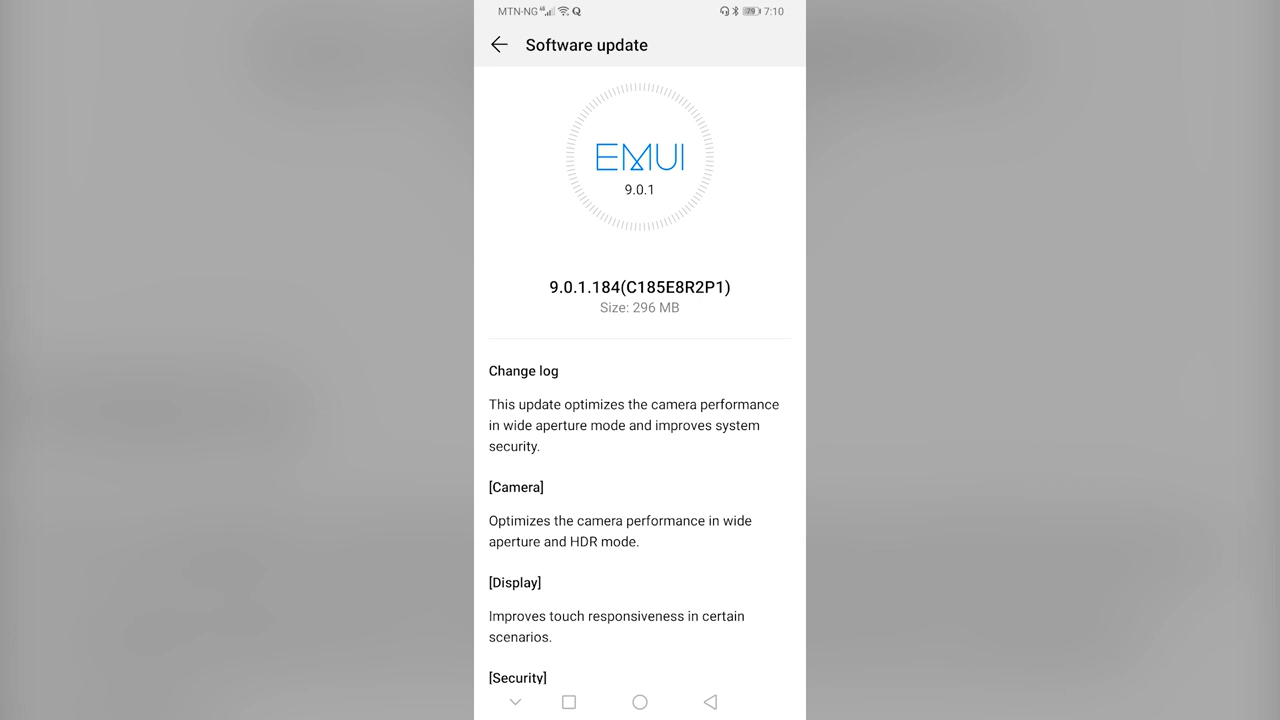 MTN-NG 4G 79 7:10
Software update
EMUI
9.0.1
9.0.1.184(C185E8R2P1)
Size: 296 MB
Change log
This update optimizes the camera performance
in wide aperture mode and improves system
security.
[Camera]
Optimizes the camera performance in wide
aperture and HDR mode.
[Display]
Improves touch responsiveness in certain
scenarios.
[Security]